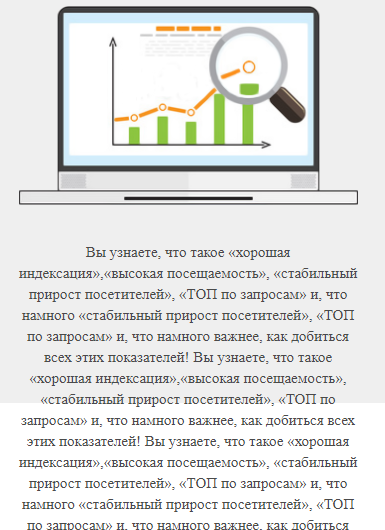 Вы узнаете, что такое «хорошая
индексация»,«высокая посещаемость», «стабильный
прирост посетителей», «ТОП по запросам» и, что
намного «стабильный прирост посетителей», «ТОП
по запросам» и, что намного важнее, как добиться
всех этих показателей! Вы узнаете, что такое
«хорошая индексация»,«высокая посещаемость»,
«стабильный прирост посетителей», «ТОП по
запросам» и, что намного важнее, как добиться всех
этих показателей! Вы узнаете, что такое «хорошая
индексация»,«высокая посещаемость», «стабильный
прирост посетителей», «ТОП по запросам» и, что
намного «стабильный прирост посетителей», «ТОП
по запросам» и, что намного важнее, как добиться